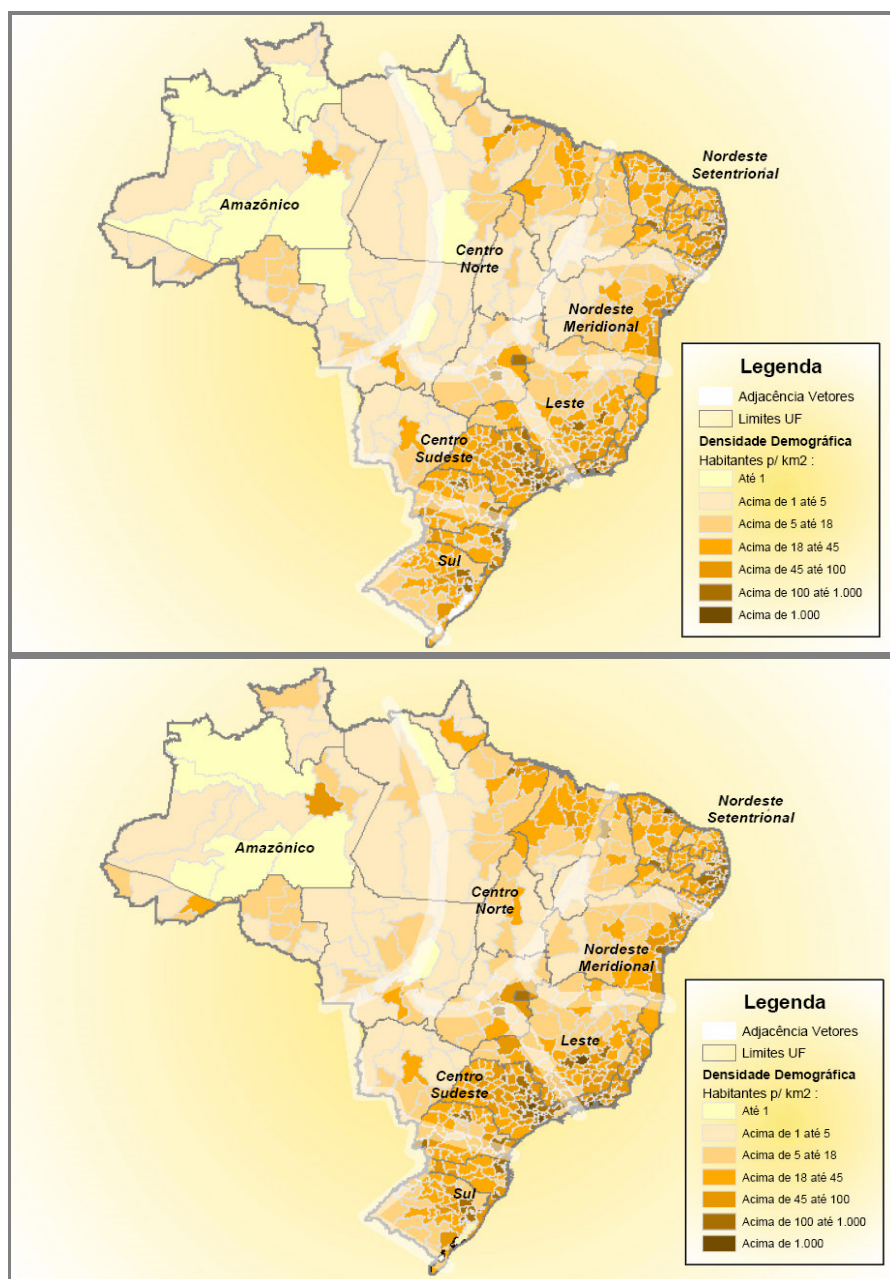 Nordeste
Setentrional
Amazônico
Centro
Norte
Nordeste
Meridional
Leste
Centro
Sudeste
Sul
Legenda
Adjacência Vetores
Limites UF
Densidade Demográfica
Habitantes p/ km2 :
Até 1
Acima de 1 até 5
Acima de 5 até 18
Acima de 18 até 45
Acima de 45 até 100
Acima de 100 até 1.000
Acima de 1.000
Nordeste
Setentrional
Amazônico
Centro
Norte
Nordeste
Meridional
Leste
Centro
Sudeste
Sul
Legenda
Adjacência Vetores
Limites UF
Densidade Demográfica
Habitantes p/ km2 :
Até 1
Acima de 1 até 5
Acima de 5 até 18
Acima de 18 até 45
Acima de 45 até 100
Acima de 100 até 1.000
Acima de 1.000